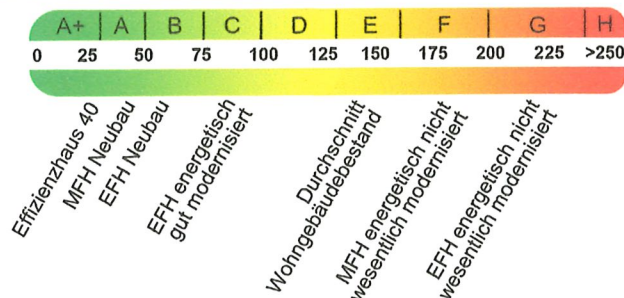 A+ A B C D E F G H
0 25 50 75 100 125 150 175 200 225 >250
Effizienzhaus 40
MFH Neubau
EFH Neubau
EFH energetisch
gut modernisiert
Durchschnitt
Wohngebäudebestand
MFH energetisch nicht
wesentlich modernisiert
EFH energetisch nicht
wesentlich modernisiert